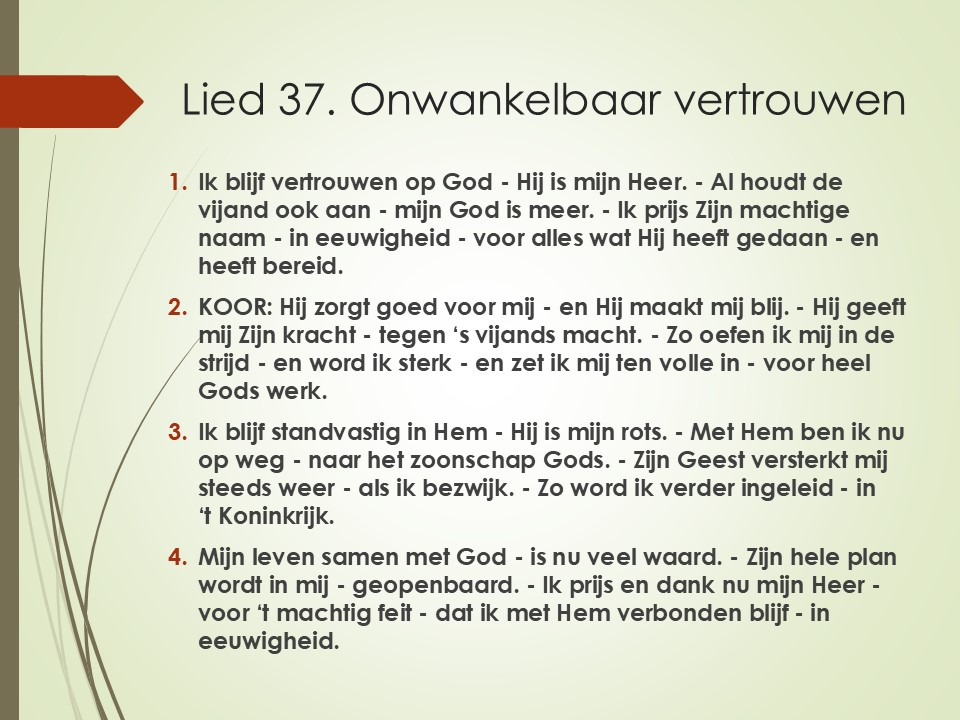 Lied 37. Onwankelbaar vertrouwen
1. Ik blijf vertrouwen op God - Hij is mijn Heer. - Al houdt de
vijand ook aan - mijn God is meer. - Ik prijs Zijn machtige
naam - in eeuwigheid - voor alles wat Hij heeft gedaan - en
heeft bereid.
2. KOOR: Hij zorgt goed voor mij - en Hij maakt mij blij. - Hij geeft
mij Zijn kracht - tegen ‘s vijands macht. - Zo oefen ik mij in de
strijd - en word ik sterk - en zet ik mij ten volle in - voor heel
Gods werk.
3. Ik blijf standvastig in Hem - Hij is mijn rots. - Met Hem ben ik nu
op weg - naar het zoonschap Gods. - Zijn Geest versterkt mij
steeds weer - als ik bezwijk. - Zo word ik verder ingeleid - in
‘t Koninkrijk.
4. Mijn leven samen met God - is nu veel waard. - Zijn hele plan
wordt in mij - geopenbaard. - Ik prijs en dank nu mijn Heer -
voor ‘t machtig feit - dat ik met Hem verbonden blijf - in
eeuwigheid.